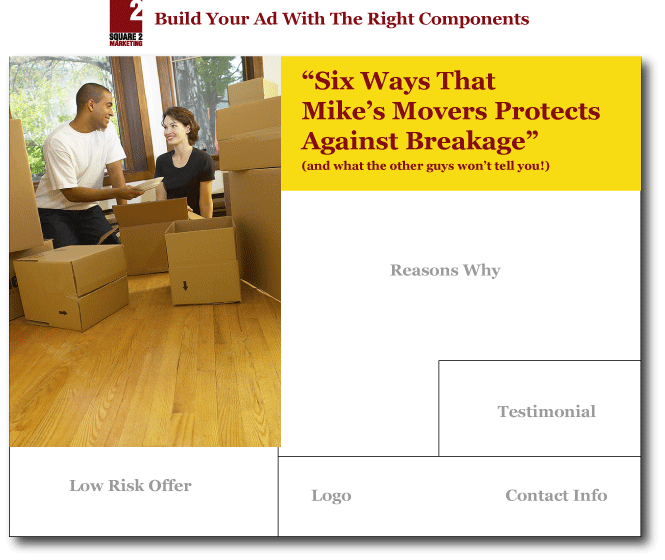 2
SQUARE 2
MARKETING
Build Your Ad With The Right Components
“Six Ways That
Mike’s Movers Protects
Against Breakage”
(and what the other guys won’t tell you!)
Reasons Why
Testimonial
Low Risk Offer
Logo
Contact Info